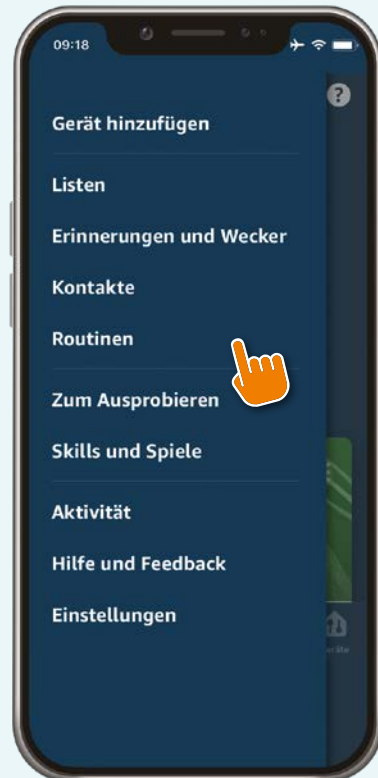 09:18
?
Gerät hinzufügen
Listen
Erinnerungen und Wecker
Kontakte
Routinen
Zum Ausprobieren
Skills und Spiele
Aktivität
Hilfe und Feedback
Einstellungen